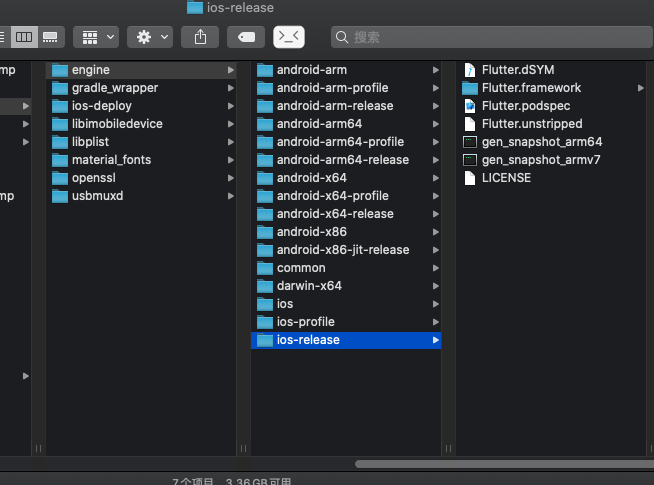 ios-release
搜索
mp
mp
engine
gradle_wrapper
ios-deploy
libimobiledevice
libplist
material_fonts
openssl
usbmuxd
android-arm
android-arm-profile
android-arm-release
android-arm64
android-arm64-profile
android-arm64-release
android-x64
android-x64-profile
android-x64-release
android-x86
android-x86-jit-release
common
darwin-x64
ios
ios-profile
ios-release
Flutter.dSYM
Flutter.framework
Flutter.podspec
Flutter.unstripped
gen_snapshot_arm64
gen_snapshot_armv7
LICENSE
7个项目，3.36 GB可用